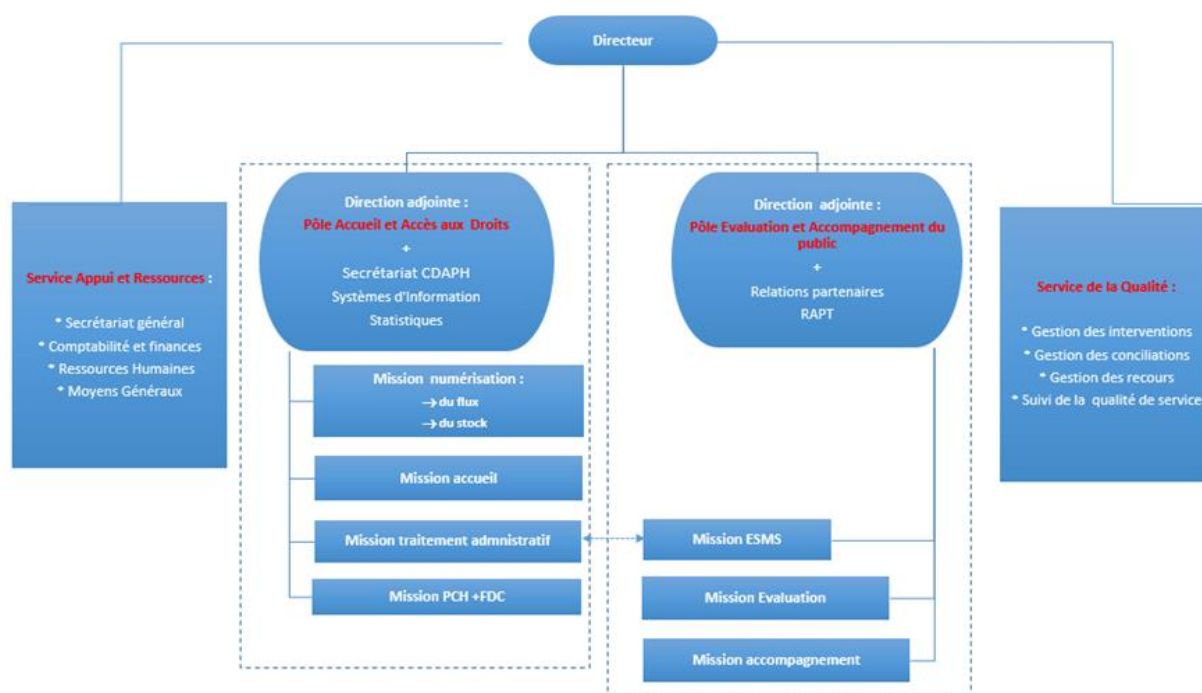 Directeur
Service Appui et Ressources :
* Secrétariat général
* Comptabilité et finances
* Ressources Humaines
* Moyens Généraux
Direction adjointe :
Pôle Accueil et Accès aux Droits
+
Secrétariat CDAPH
Systèmes d'Information
Statistiques
Mission numérisation :
→ du flux
→ du stock
Mission accueil
Mission traitement admnistratif
Mission PCH +FDC
Direction adjointe :
Pôle Evaluation et Accompagnement du
public
+
Relations partenaires
RAPT
Mission ESMS
Mission Evaluation
Mission accompagnement
Service de la Qualité :
* Gestion des interventions
* Gestion des conciliations
* Gestion des recours
* Suivi de la qualité de service